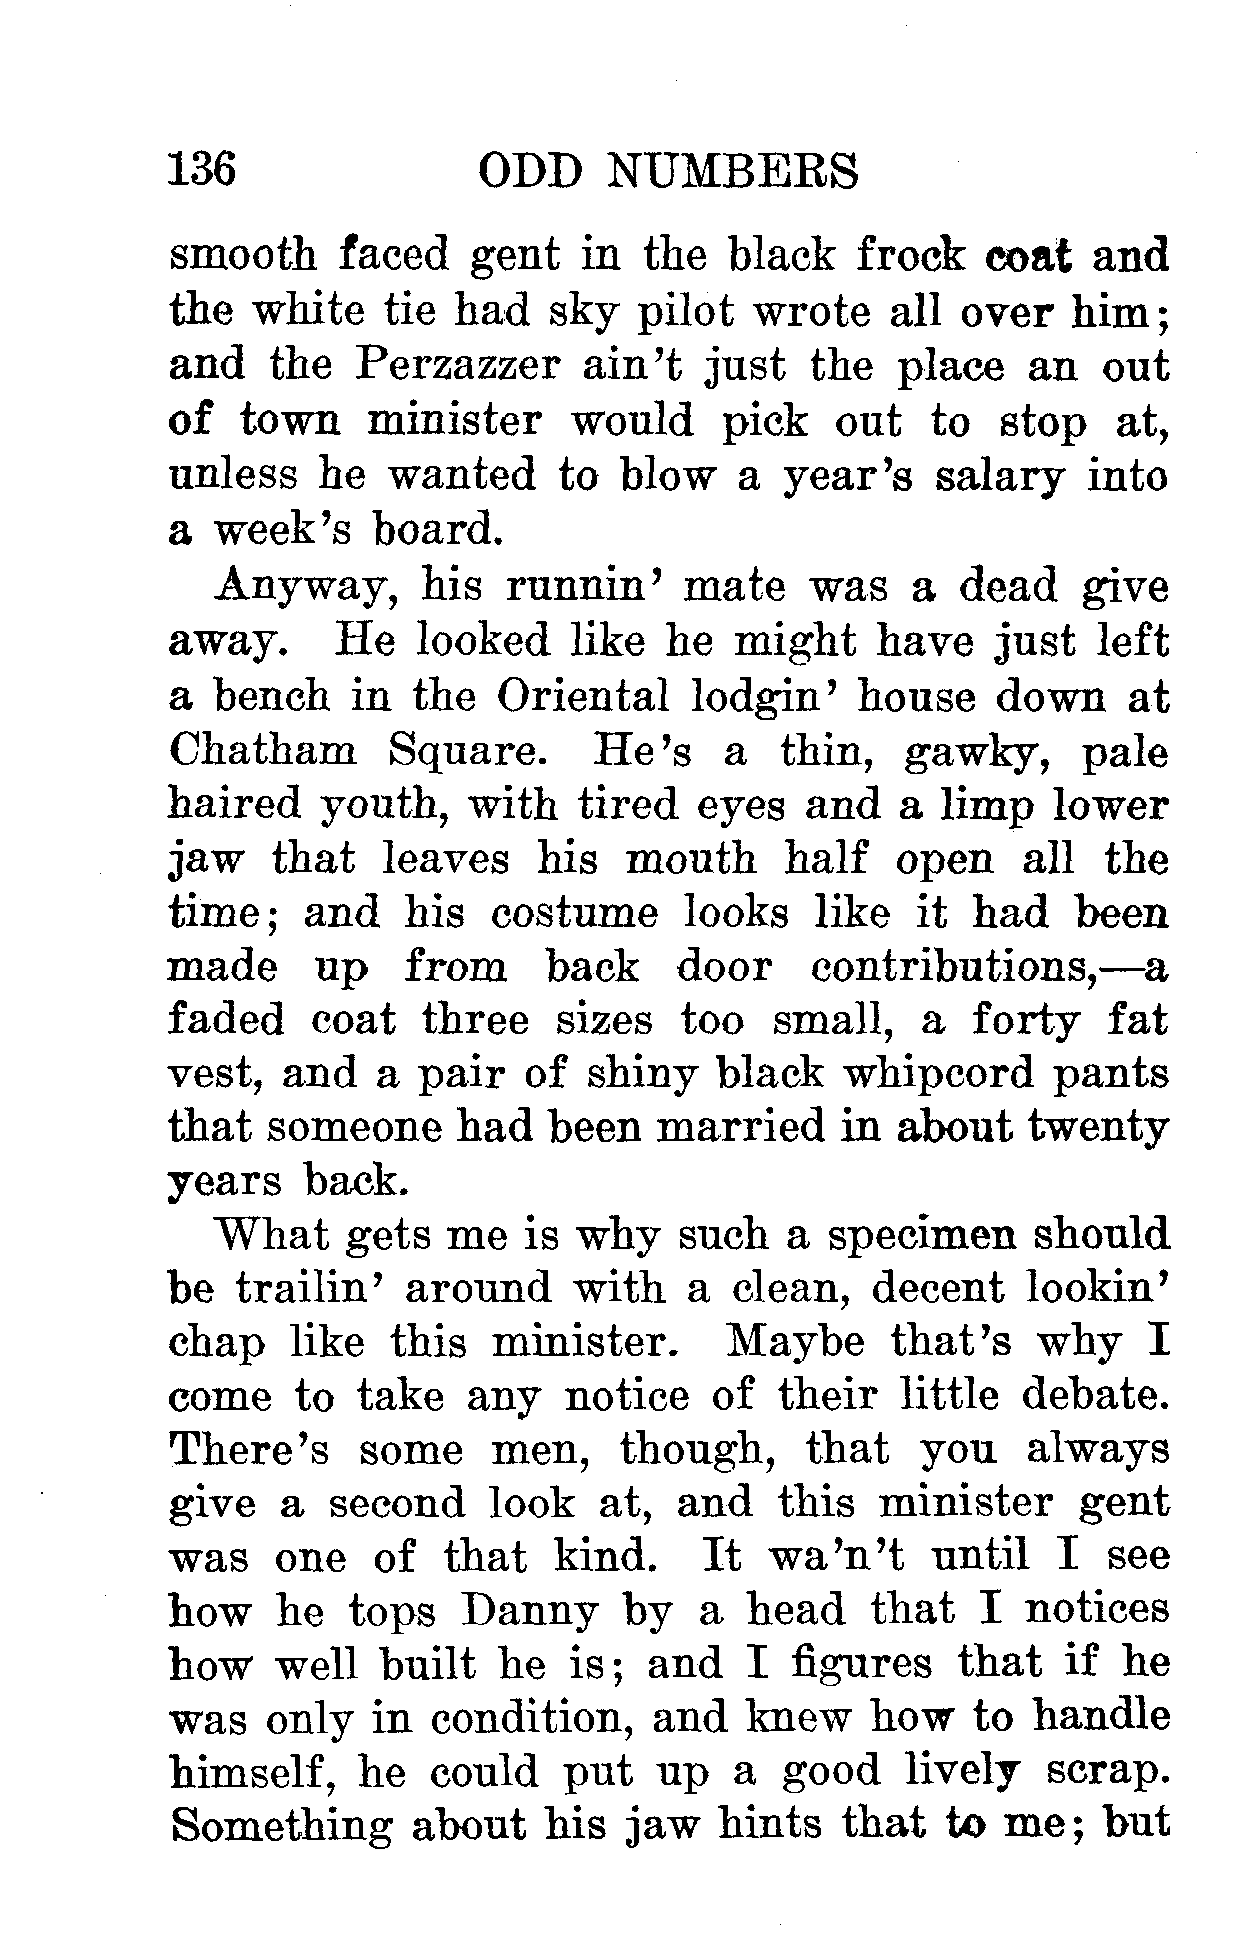 136 ODD NUMBERS
smooth faced gent in the black frock coat and
the white tie had sky pilot wrote all over him;
and the Perzazzer ain't just the place an out
of town minister would pick out to stop at,
unless he wanted to blow a year's salary into
a week's board.
Anyway, his runnin' mate was a dead give
away. He looked like he might have just left
a bench in the Oriental lodgin' house down at
Chatham Square. He's a thin, gawky, pale
haired youth, with tired eyes and a limp lower
jaw that leaves his mouth half open all the
time; and his costume looks like it had been
made up from back door contributions,—a
faded coat three sizes too small, a forty fat
vest, and a pair of shiny black whipcord pants
that someone had been married in about twenty
years back.
What gets me is why such a specimen should
be trailin' around with a clean, decent lookin'
chap like this minister. Maybe that's why I
come to take any notice of their little debate.
There's some men, though, that you always
give a second look at, and this minister gent
was one of that kind. It wa'n't until I see
how he tops Danny by a head that I notices
how well built he is; and I figures that if he
was only in condition, and knew how to handle
himself, he could put up a good lively scrap.
Something about his jaw hints that to me; but